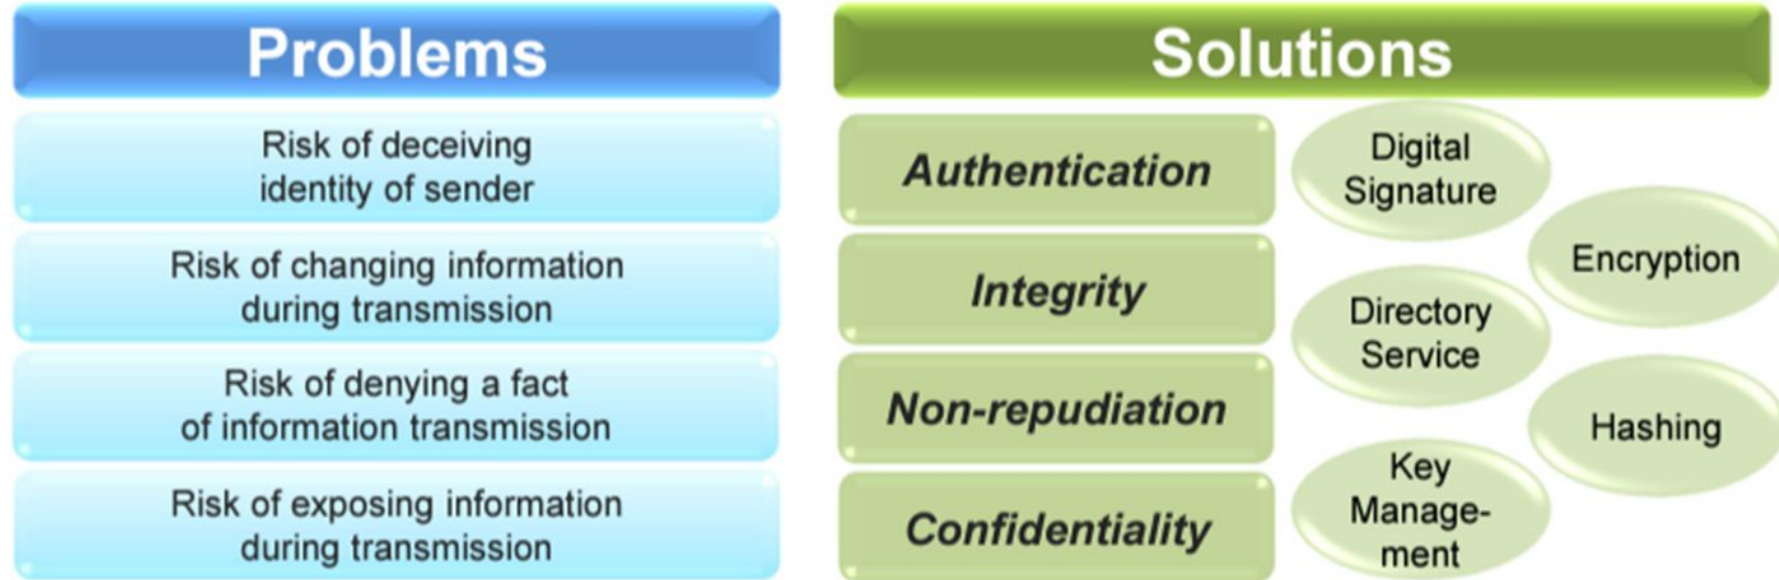 Problems
Risk of deceiving
identity of sender
Risk of changing information
during transmission
Risk of denying a fact
of information transmission
Risk of exposing information
during transmission
Solutions
Authentication
Integrity
Non-repudiation
Confidentiality
Digital
Signature
Encryption
Directory
Service
Hashing
Key
Manage-
ment